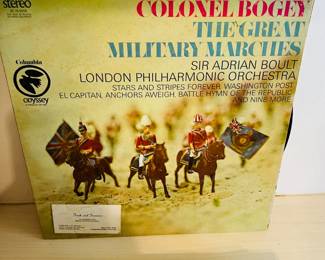 stereo
COLONEL BOGEY
THE GREAT
MILITARY MARCHES
SIR ADRIAN BOULT
LONDON PHILHARMONIC ORCHESTRA
STARS AND STRIPES FOREVER, WASHINGTON POST
EL CAPITAN, ANCHORS AWEIGH, BATTLE HYMN OF THE REPUBLIC
AND NINE MORE
Columbia
Odyssey